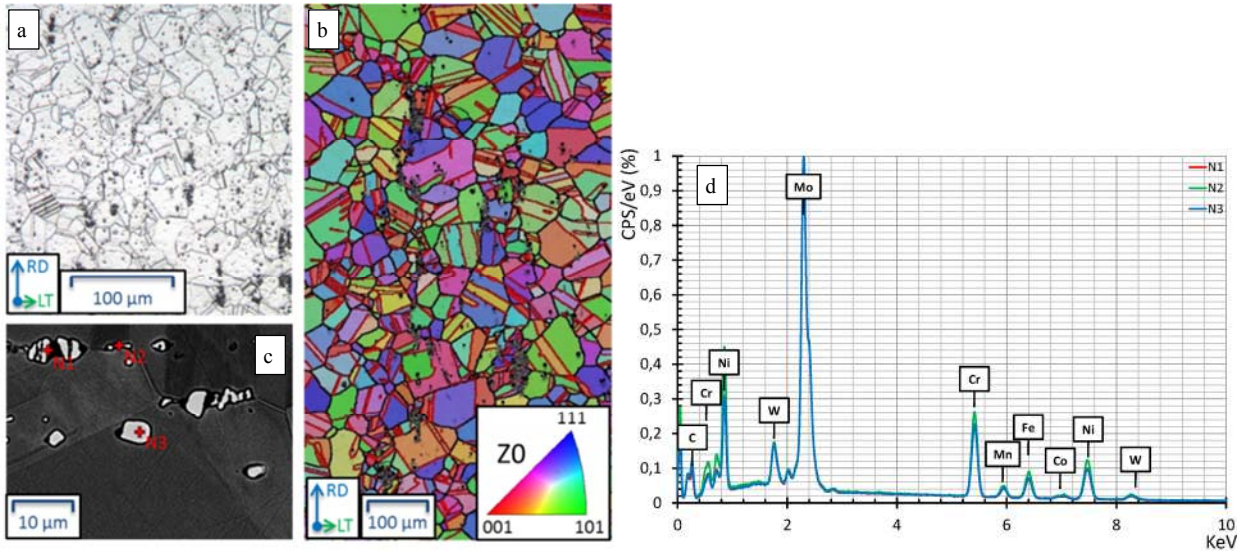 a
RD
LT
100 µm
b
111
Z0
001
101
RD
LT
100 µm
c
N1
N2
N3
10 µm
d
CPS/eV (%)
1
0,9
0,8
0,7
0,6
0,5
0,4
0,3
0,2
0,1
0
0 2 4 6 8 10
KeV
C
Cr
Ni
W
Mo
Cr
Mn
Fe
Co
Ni
W
N1
N2
N3